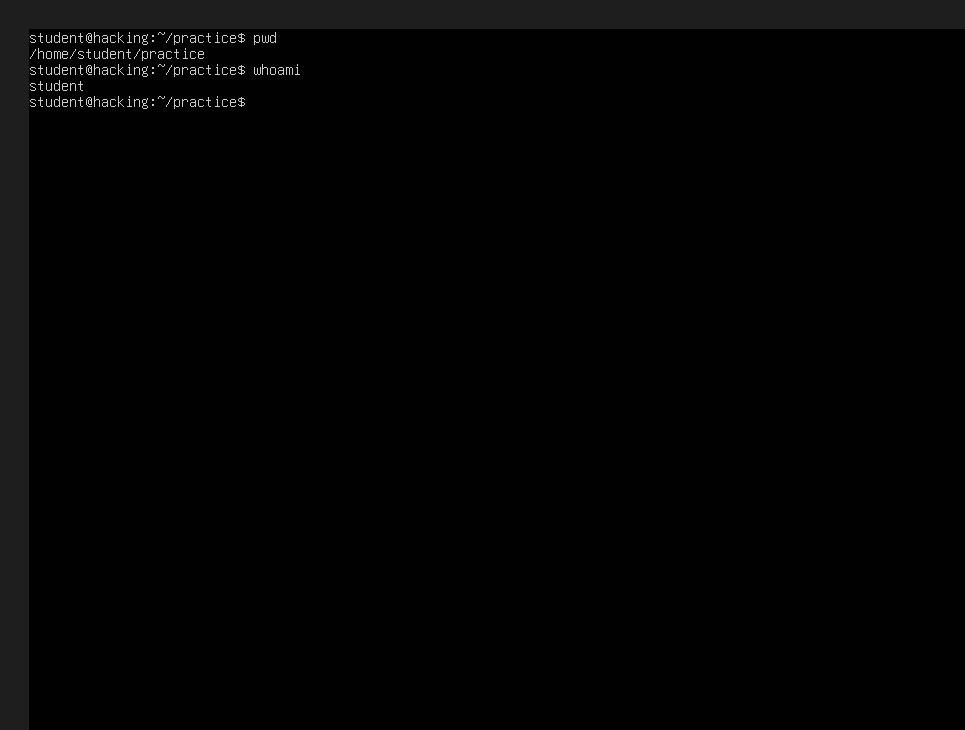 student@hacking:~/practice$ pwd
/home/student/practice
student@hacking:~/practice$ whoami
student
student@hacking:~/practice$